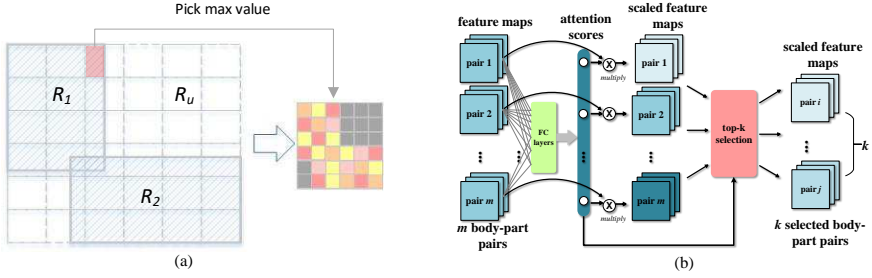 Pick max value
R1
Ru
R2
(a)
(b)
feature maps
attention
scores
scaled feature
maps
scaled feature
maps
pair 1
pair 2
...
pair m
m body-part
pairs
FC
layers
...
X
multiply
X
X
multiply
pair 1
pair 2
...
pair m
top-k
selection
pair i
...
pair j
k
k selected body-
part pairs